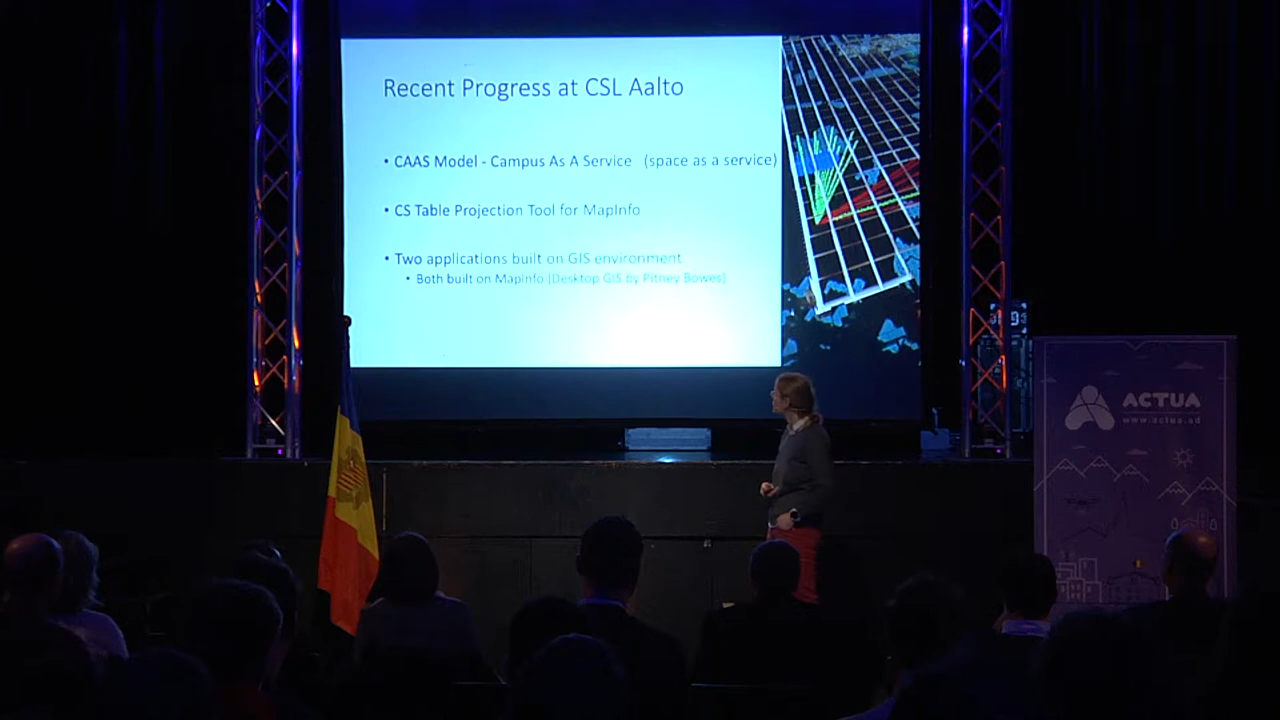 Recent Progress at CSL Aalto
• CAAS Model - Campus As A Service (space as a service)
• CS Table Projection Tool for MapInfo
• Two applications built on GIS environment
• Both built on MapInfo (Desktop GIS by Pitney Bowes)
ACTUA
www.actua.ad